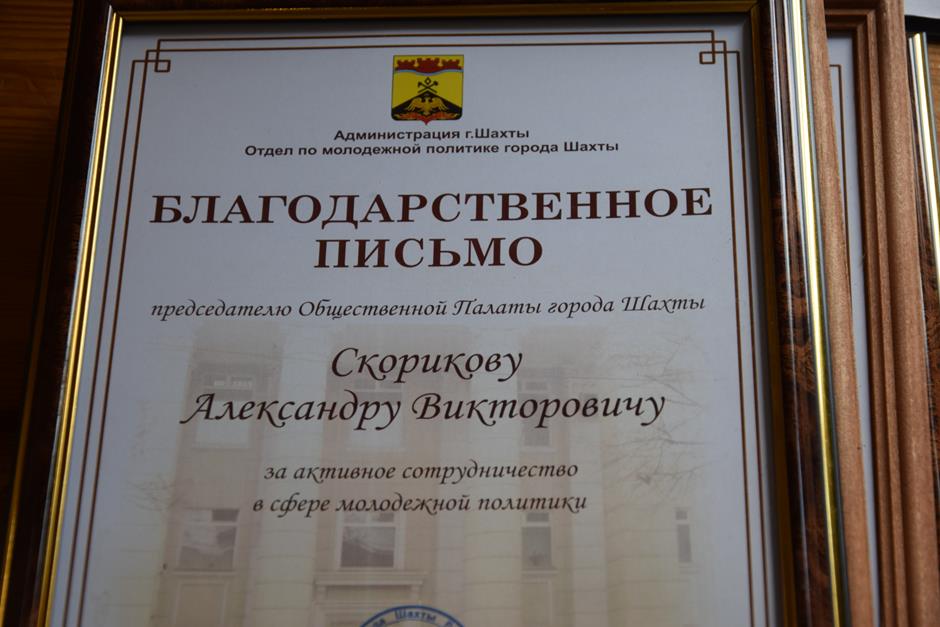 Администрация г.Шахты
Отдел по молодежной политике города Шахты
БЛАГОДАРСТВЕННОЕ
ПИСЬМО
председателю Общественной Палаты города Шахты
Скорикову
Александру Викторовичу
за активное сотрудничество
в сфере молодежной политики
Шахты